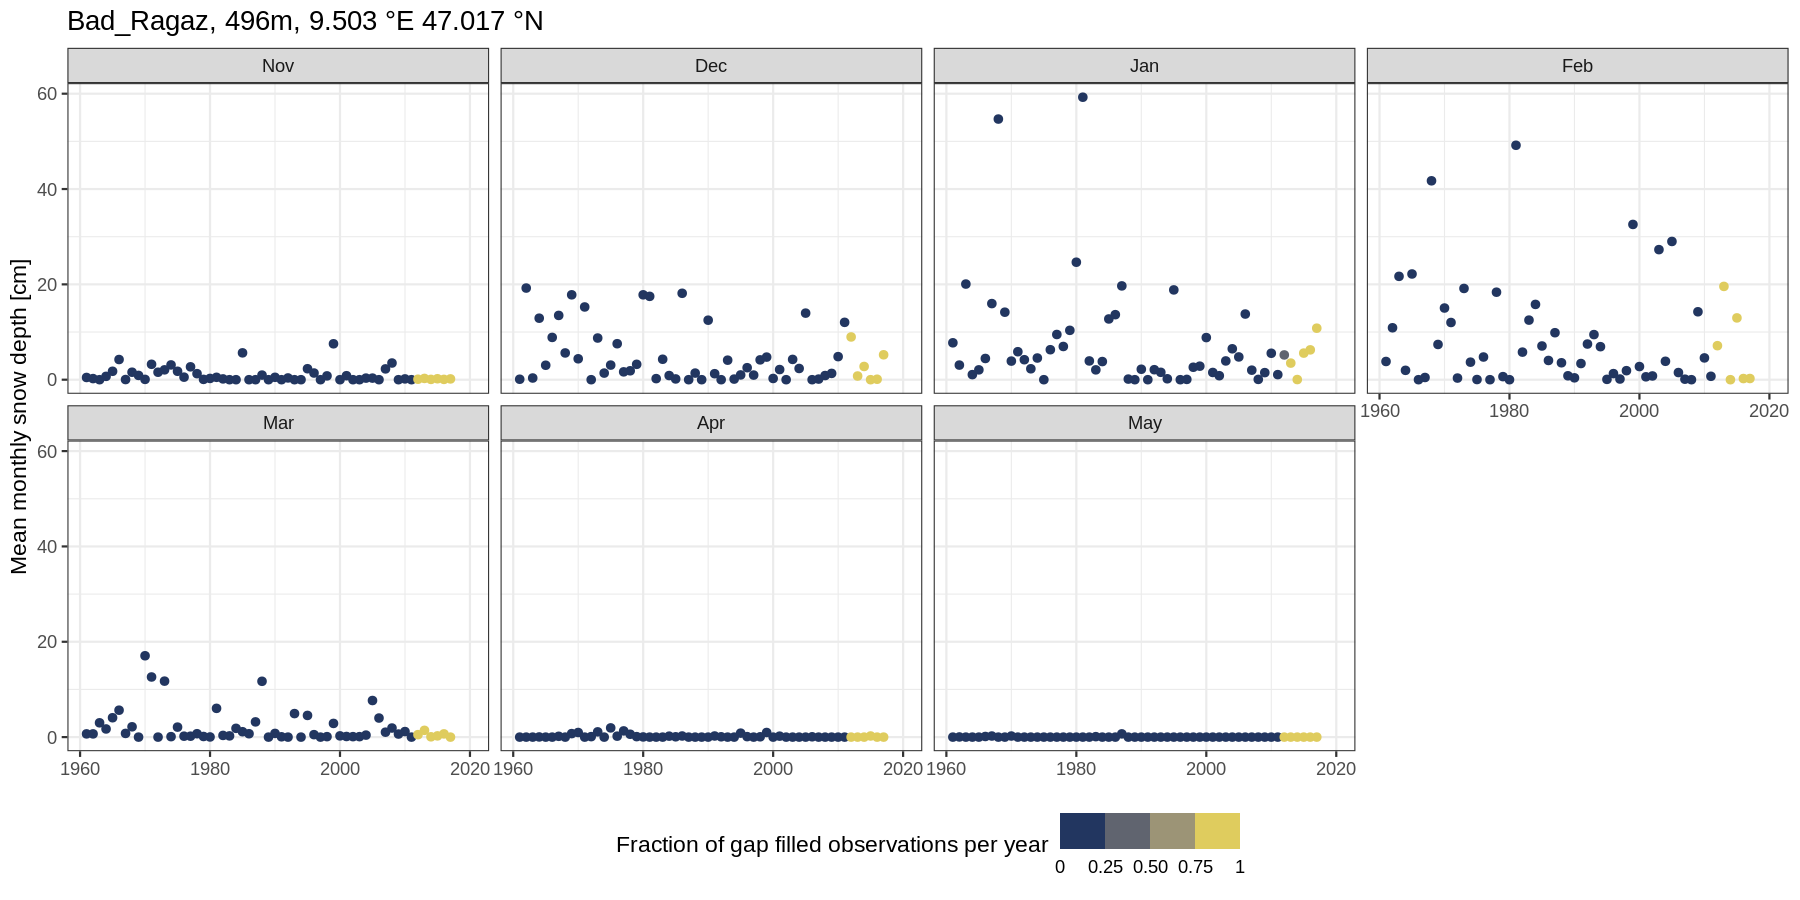 Bad_Ragaz, 496m, 9.503 °E 47.017 °N
Nov
Dec
Jan
Feb
60
40
20
0
1960 1980 2000 2020
Mean monthly snow depth [cm]
Mar
Apr
May
60
40
20
0
1960 1980 2000 2020
1960 1980 2000 2020
1960 1980 2000 2020
Fraction of gap filled observations per year
0 0.25 0.50 0.75 1